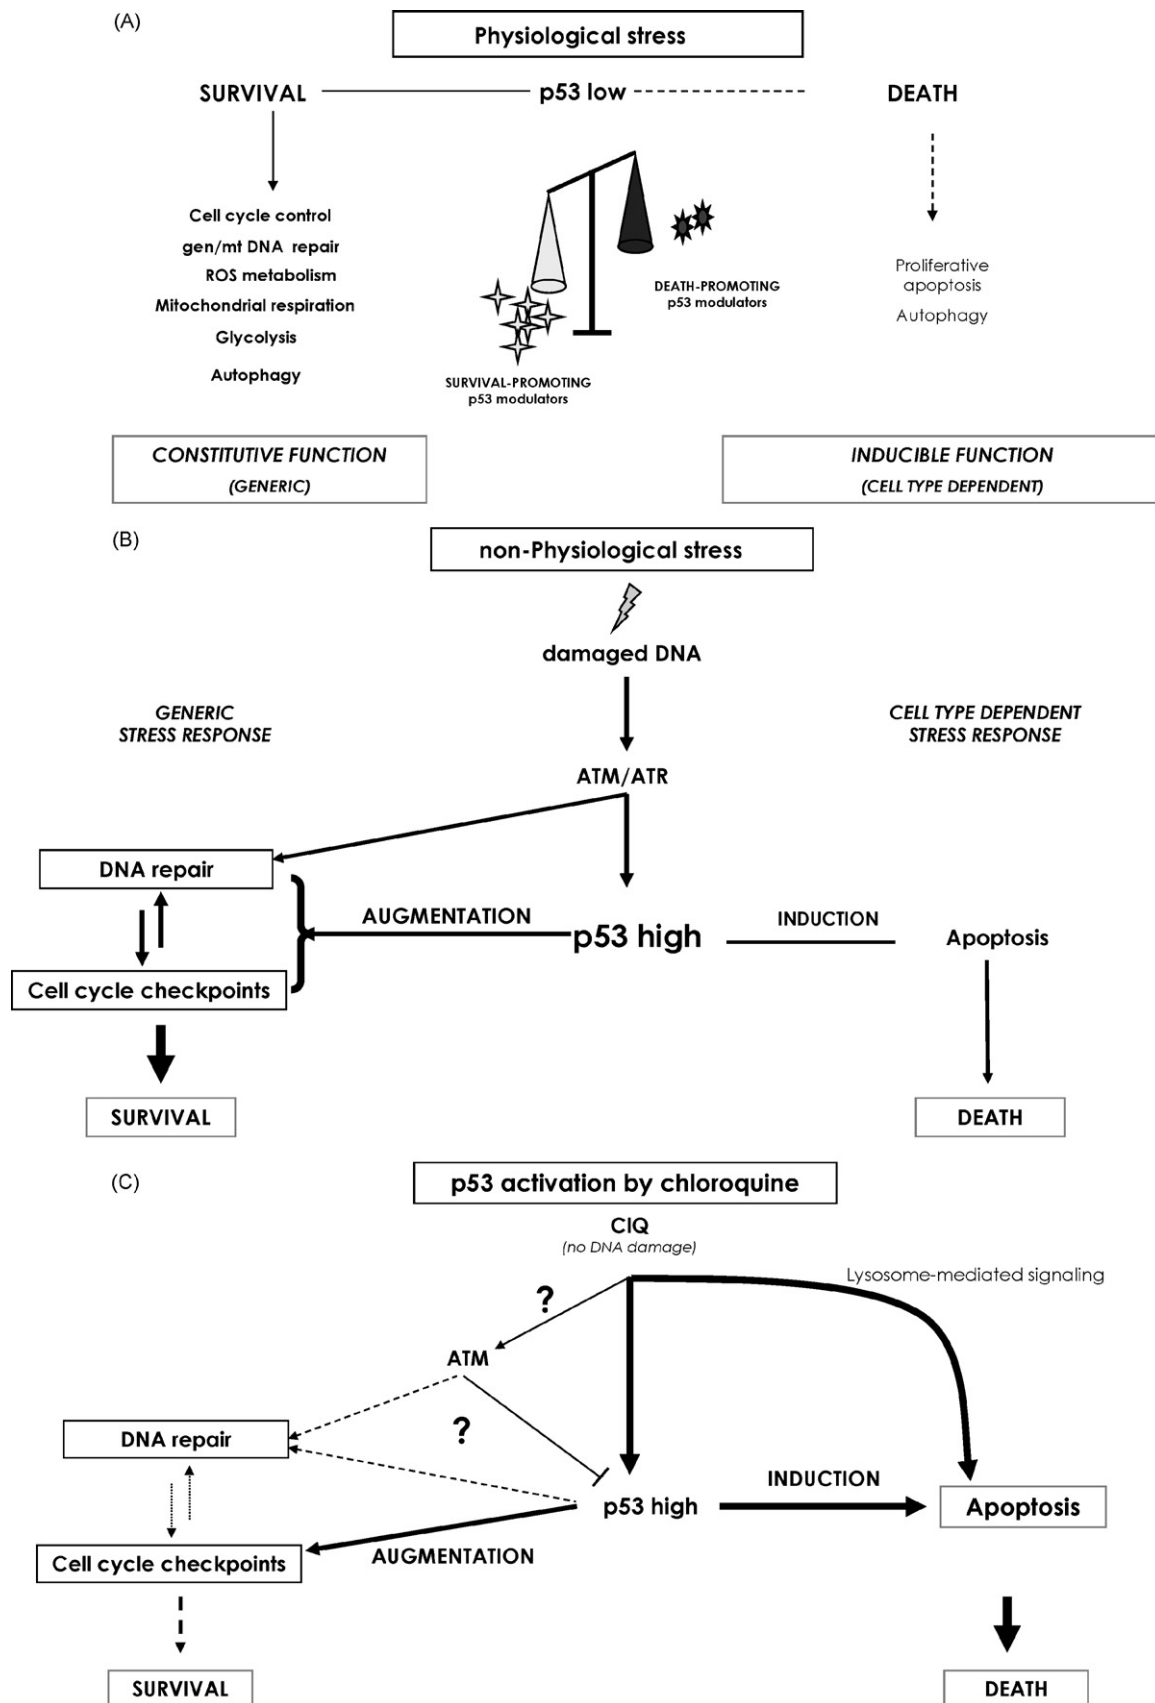 (A)
Physiological stress
SURVIVAL
p53 low
DEATH
Cell cycle control
gen/mt DNA repair
ROS metabolism
Mitochondrial respiration
Glycolysis
Autophagy
SURVIVAL-PROMOTING
p53 modulators
DEATH-PROMOTING
p53 modulators
Proliferative
apoptosis
Autophagy
CONSTITUTIVE FUNCTION
(GENERIC)
INDUCIBLE FUNCTION
(CELL TYPE DEPENDENT)
(B)
non-Physiological stress
damaged DNA
GENERIC
STRESS RESPONSE
CELL TYPE DEPENDENT
STRESS RESPONSE
ATM/ATR
DNA repair
AUGMENTATION
p53 high
INDUCTION
Apoptosis
Cell cycle checkpoints
SURVIVAL
DEATH
(C)
p53 activation by chloroquine
ClQ
(no DNA damage)
Lysosome-mediated signaling
?
ATM
?
DNA repair
p53 high
INDUCTION
Apoptosis
Cell cycle checkpoints
AUGMENTATION
SURVIVAL
DEATH